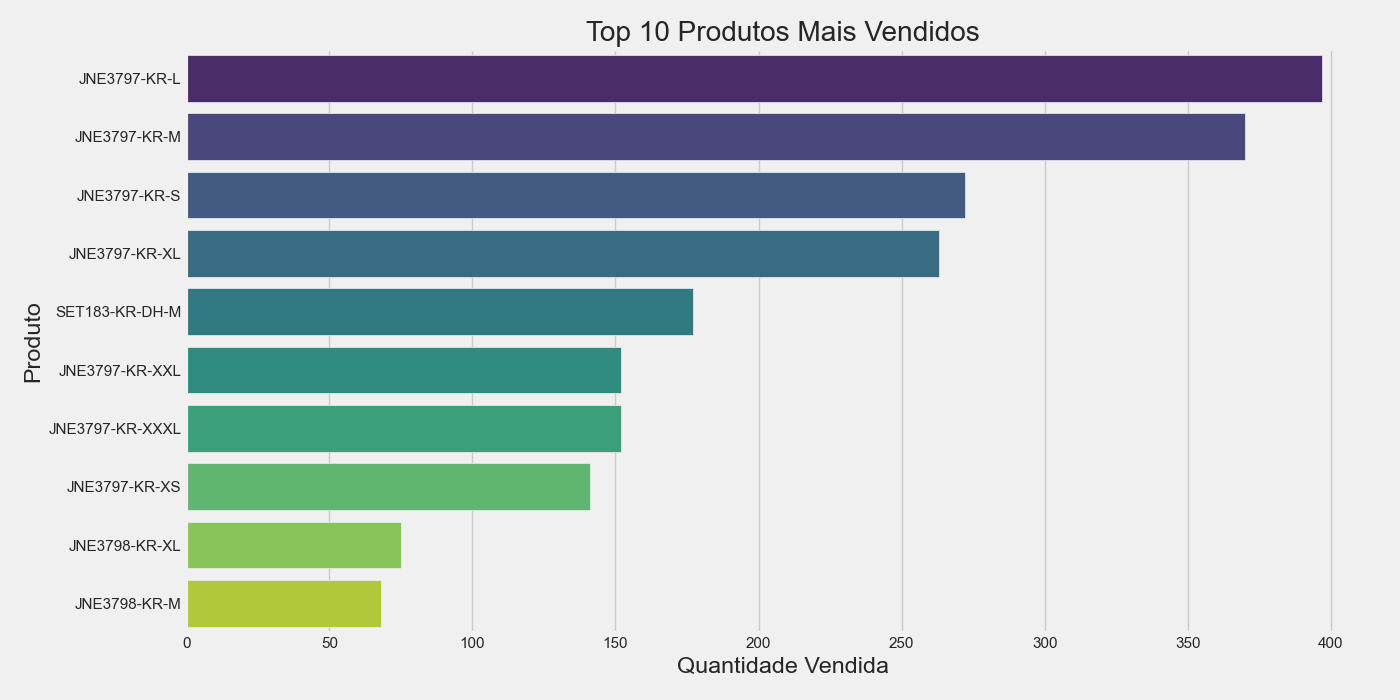 Top 10 Produtos Mais Vendidos
Produto
JNE3797-KR-L
JNE3797-KR-M
JNE3797-KR-S
JNE3797-KR-XL
SET183-KR-DH-M
JNE3797-KR-XXL
JNE3797-KR-XXXL
JNE3797-KR-XS
JNE3798-KR-XL
JNE3798-KR-M
0 50 100 150 200 250 300 350 400
Quantidade Vendida